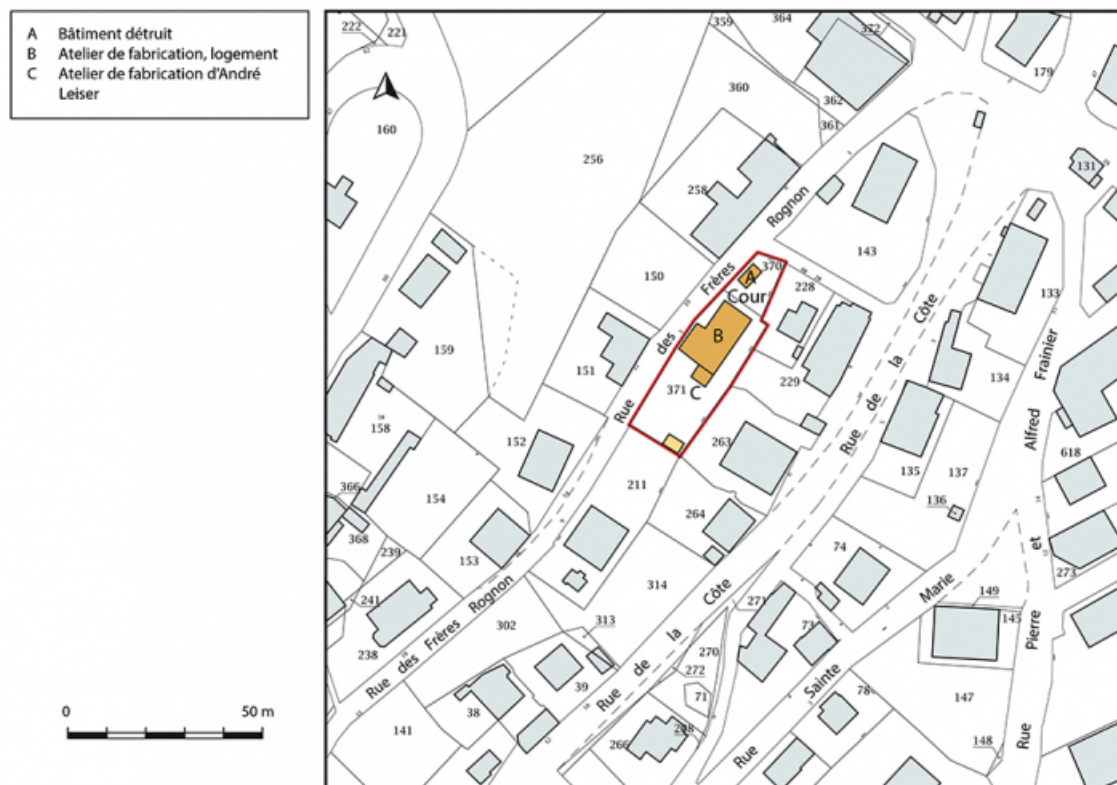 A Bâtiment détruit
B Atelier de fabrication, logement
C Atelier de fabrication d'André
Leiser
0 50 m
222
221
359
364
372
179
160
360
362
361
256
131
258
Rognon
143
150
Frères
370
A
Cour
228
133
Côte
159
des
B
la
151
371
C
229
134
Frainier
Rue
de
158
152
263
Rue
Alfred
618
366
154
211
135
137
136
368
239
153
264
74
et
273
241
314
Marie
Rue des Frères Rognon
302
313
Côte
271
149
145
Pierre
238
la
270
73
272
de
39
71
Sainte
147
141
38
Rue
78
266
268
Rue
148
Rue